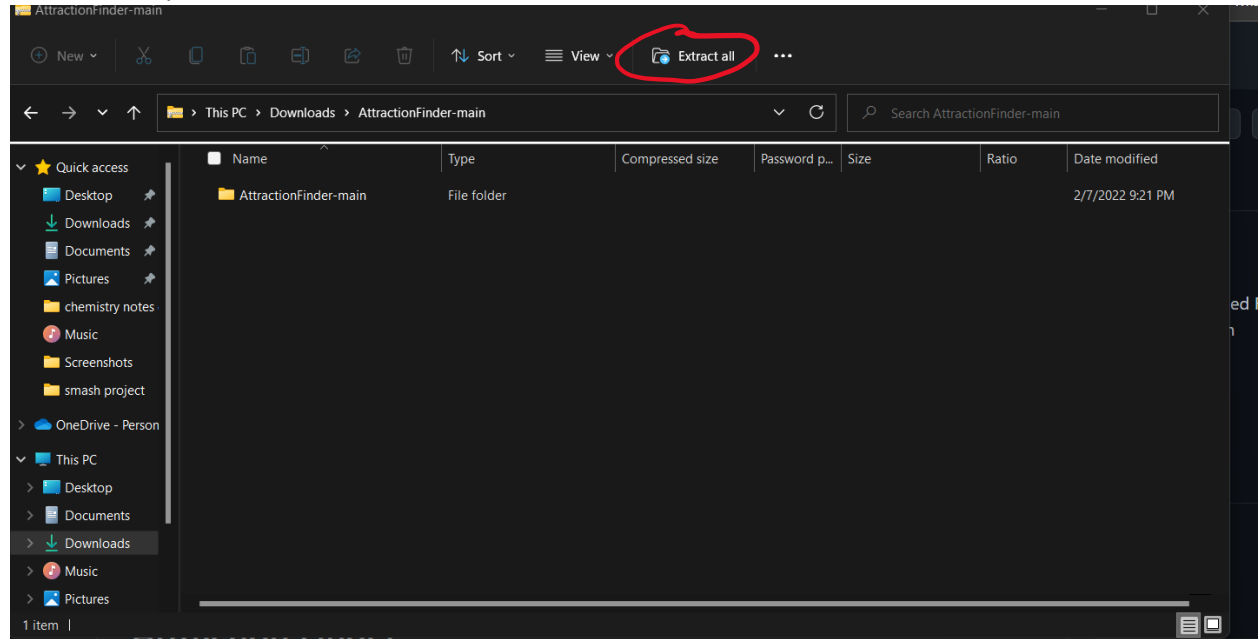 AttractionFinder-main
New
Sort
View
Extract all
This PC > Downloads > AttractionFinder-main
Search AttractionFinder-main
Name Type Compressed size Password p... Size Ratio Date modified
AttractionFinder-main File folder 2/7/2022 9:21 PM
Quick access
Desktop
Downloads
Documents
Pictures
chemistry notes
Music
Screenshots
smash project
OneDrive - Person
This PC
Desktop
Documents
Downloads
Music
Pictures
1 item